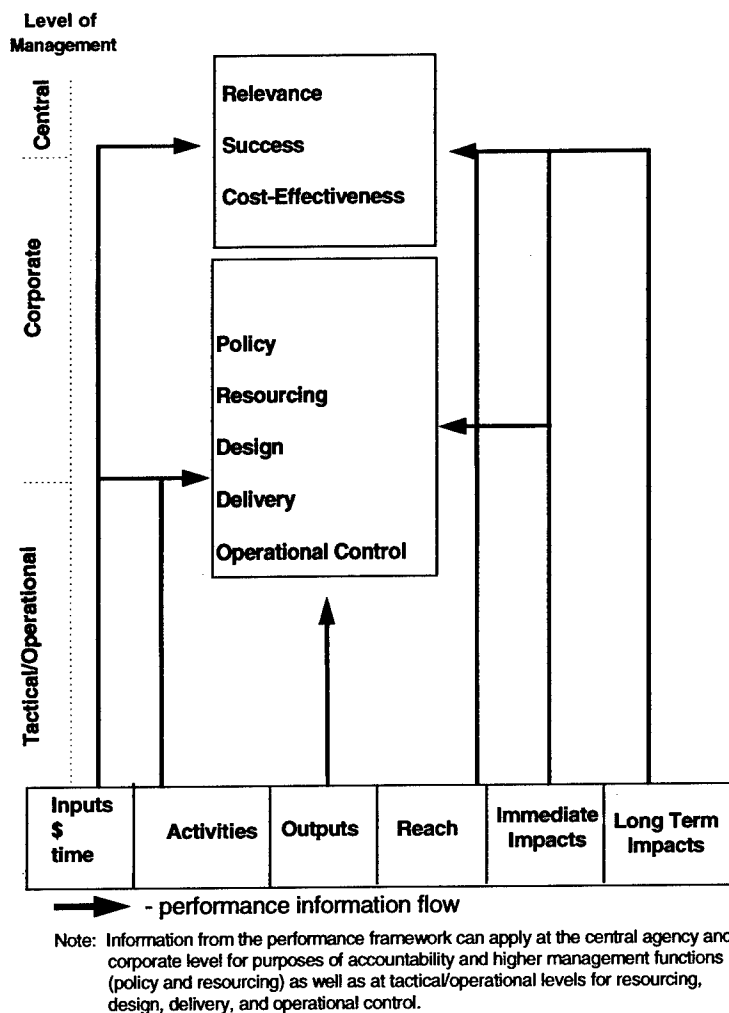 Level of
Management
Central
Corporate
Tactical/Operational
Relevance
Success
Cost-Effectiveness
Policy
Resourcing
Design
Delivery
Operational Control
Inputs
$
time
Activities
Outputs
Reach
Immediate
Impacts
Long Term
Impacts
- performance information flow
Note: Information from the performance framework can apply at the central agency and
corporate level for purposes of accountability and higher management functions
(policy and resourcing) as well as at tactical/operational levels for resourcing,
design, delivery, and operational control.